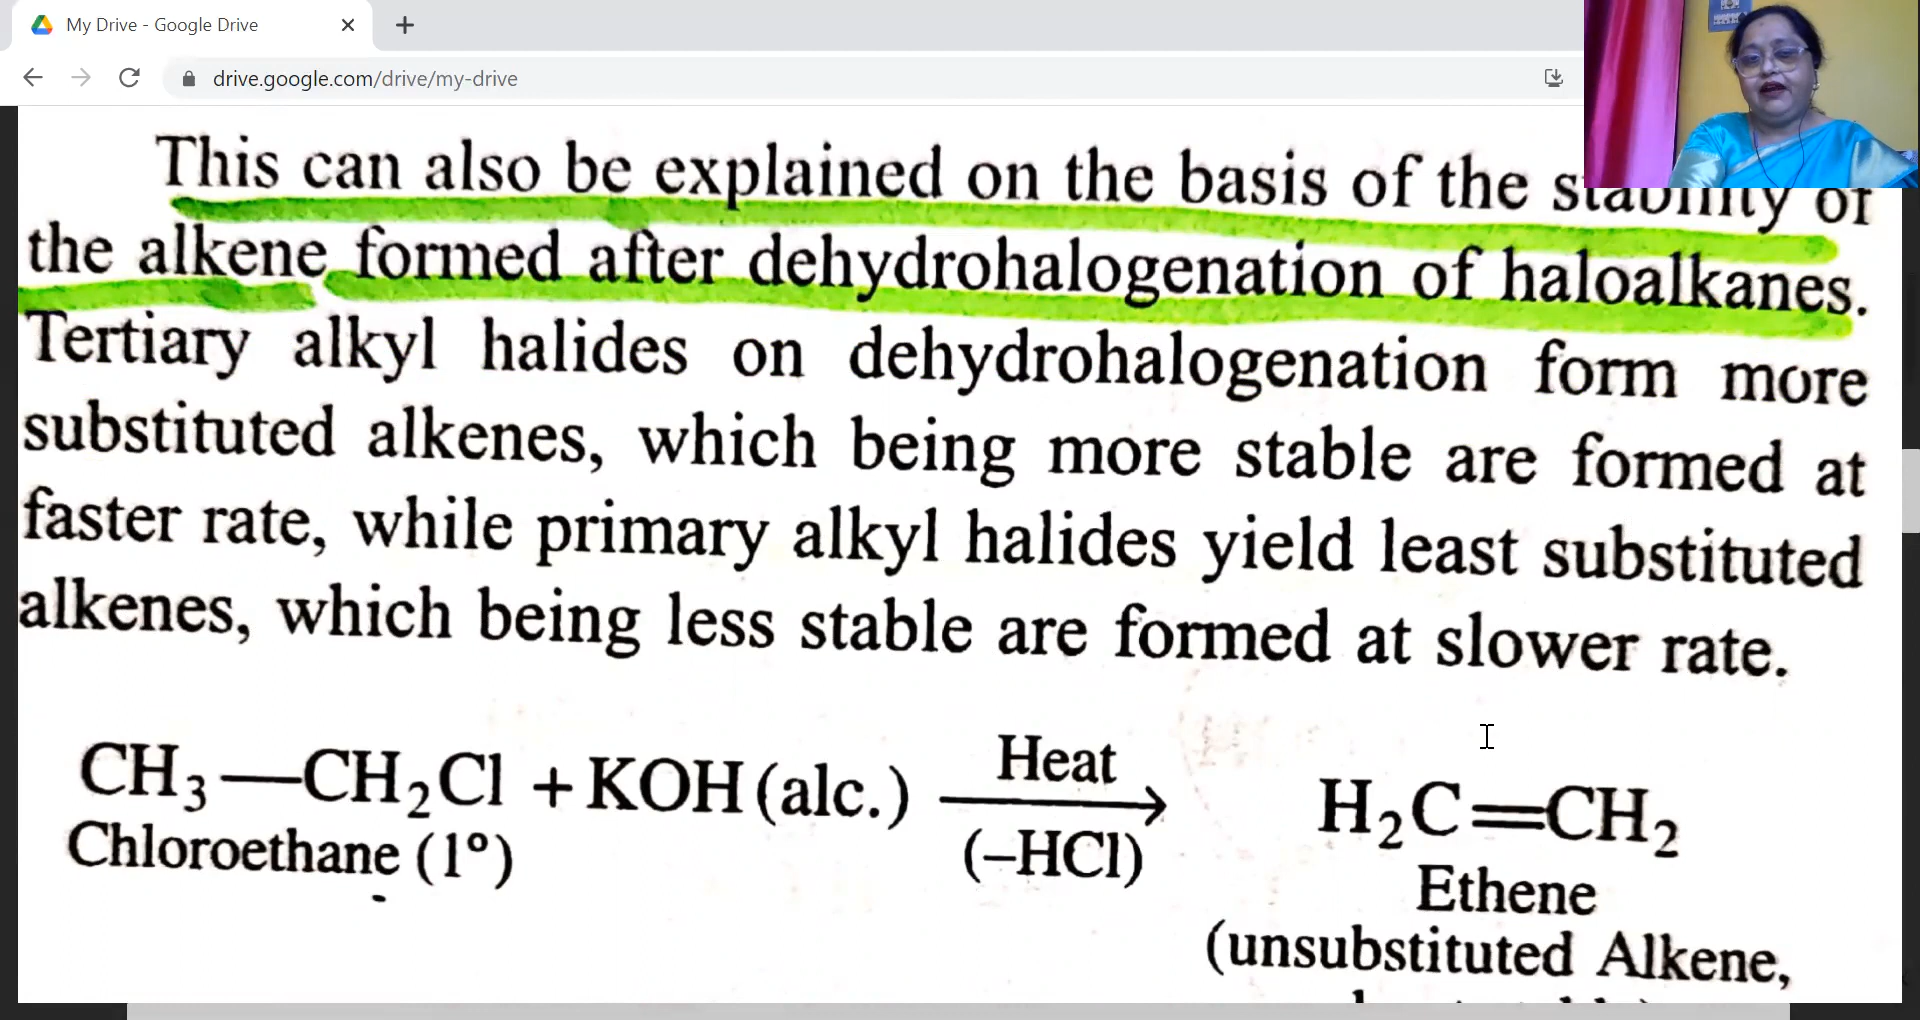 My Drive - Google Drive
drive.google.com/drive/my-drive
This can also be explained on the basis of the stability of
the alkene formed after dehydrohalogenation of haloalkanes.
Tertiary alkyl halides on dehydrohalogenation form more
substituted alkenes, which being more stable are formed at
faster rate, while primary alkyl halides yield least substituted
alkenes, which being less stable are formed at slower rate.
CH₃—CH₂Cl + KOH (alc.) Heat (–HCl) → H₂C═CH₂
Chloroethane (1°)
Ethene
(unsubstituted Alkene,